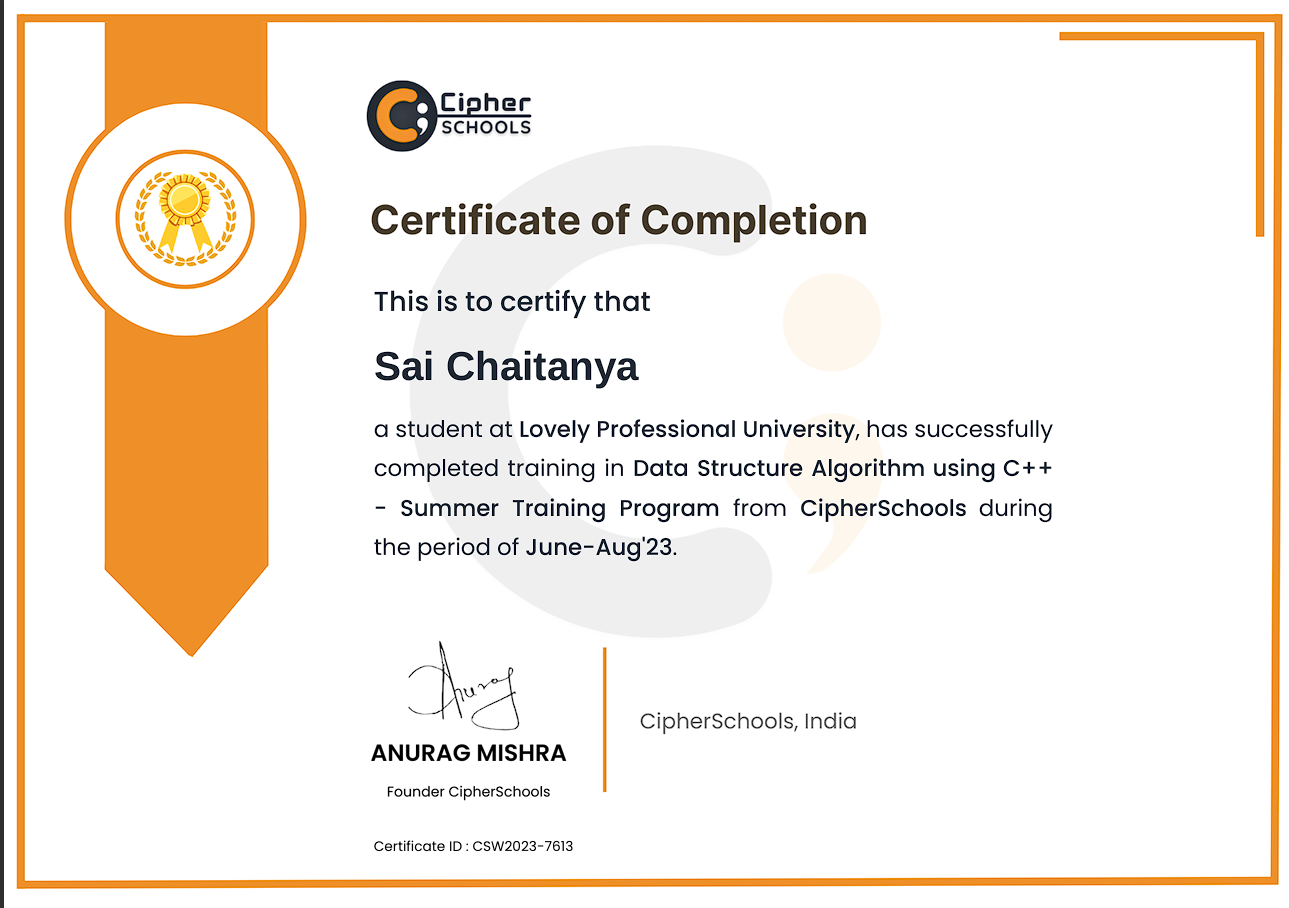 Cipher
SCHOOLS
Certificate of Completion
This is to certify that
Sai Chaitanya
a student at Lovely Professional University, has successfully
completed training in Data Structure Algorithm using C++
- Summer Training Program from CipherSchools during
the period of June-Aug'23.
Anurag
ANURAG MISHRA
Founder CipherSchools
CipherSchools, India
Certificate ID : CSW2023-7613